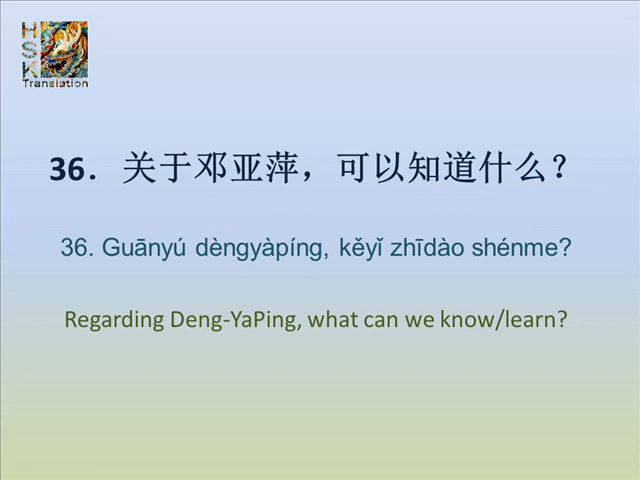 HSK
Translation
36. 关于邓亚萍，可以知道什么？
36. Guānyú dèngyàpíng, kěyǐ zhīdào shénme?
Regarding Deng-YaPing, what can we know/learn?